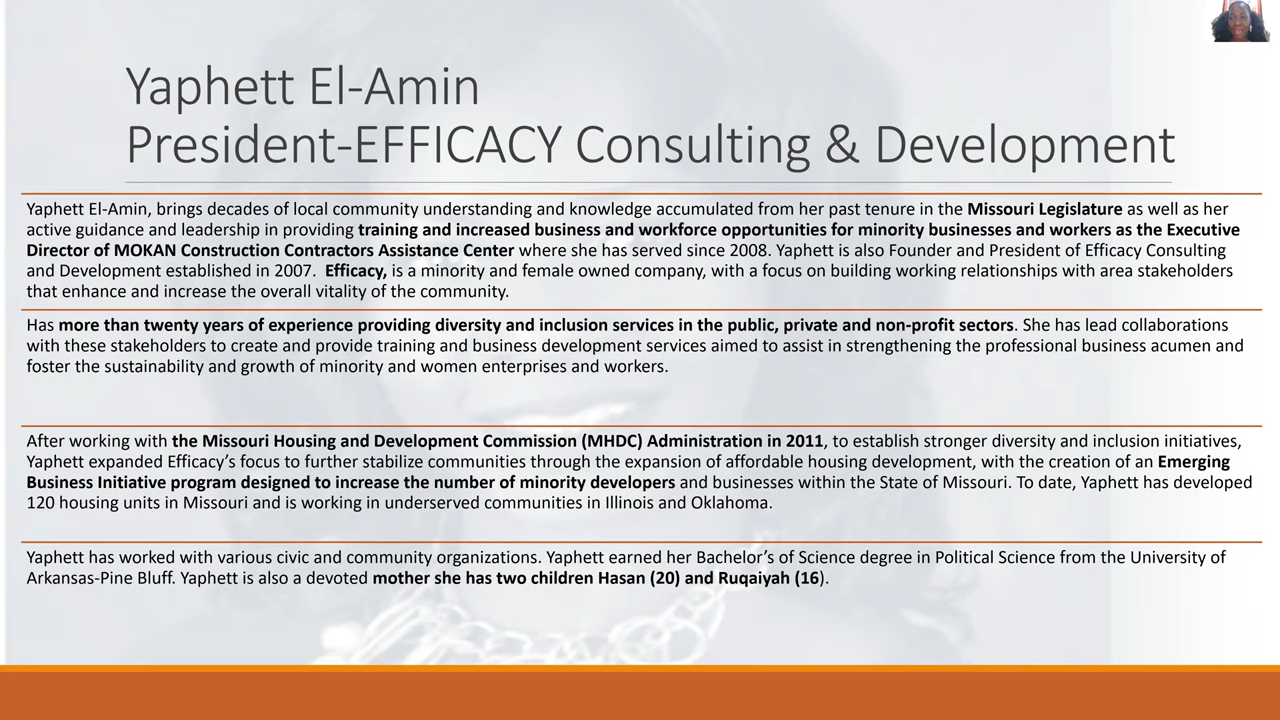 Yaphett El-Amin
President-EFFICACY Consulting & Development
Yaphett El-Amin, brings decades of local community understanding and knowledge accumulated from her past tenure in the Missouri Legislature as well as her
active guidance and leadership in providing training and increased business and workforce opportunities for minority businesses and workers as the Executive
Director of MOKAN Construction Contractors Assistance Center where she has served since 2008. Yaphett is also Founder and President of Efficacy Consulting
and Development established in 2007. Efficacy, is a minority and female owned company, with a focus on building working relationships with area stakeholders
that enhance and increase the overall vitality of the community.
Has more than twenty years of experience providing diversity and inclusion services in the public, private and non-profit sectors. She has lead collaborations
with these stakeholders to create and provide training and business development services aimed to assist in strengthening the professional business acumen and
foster the sustainability and growth of minority and women enterprises and workers.
After working with the Missouri Housing and Development Commission (MHDC) Administration in 2011, to establish stronger diversity and inclusion initiatives,
Yaphett expanded Efficacy’s focus to further stabilize communities through the expansion of affordable housing development, with the creation of an Emerging
Business Initiative program designed to increase the number of minority developers and businesses within the State of Missouri. To date, Yaphett has developed
120 housing units in Missouri and is working in underserved communities in Illinois and Oklahoma.
Yaphett has worked with various civic and community organizations. Yaphett earned her Bachelor’s of Science degree in Political Science from the University of
Arkansas-Pine Bluff. Yaphett is also a devoted mother she has two children Hasan (20) and Ruqaiyah (16).